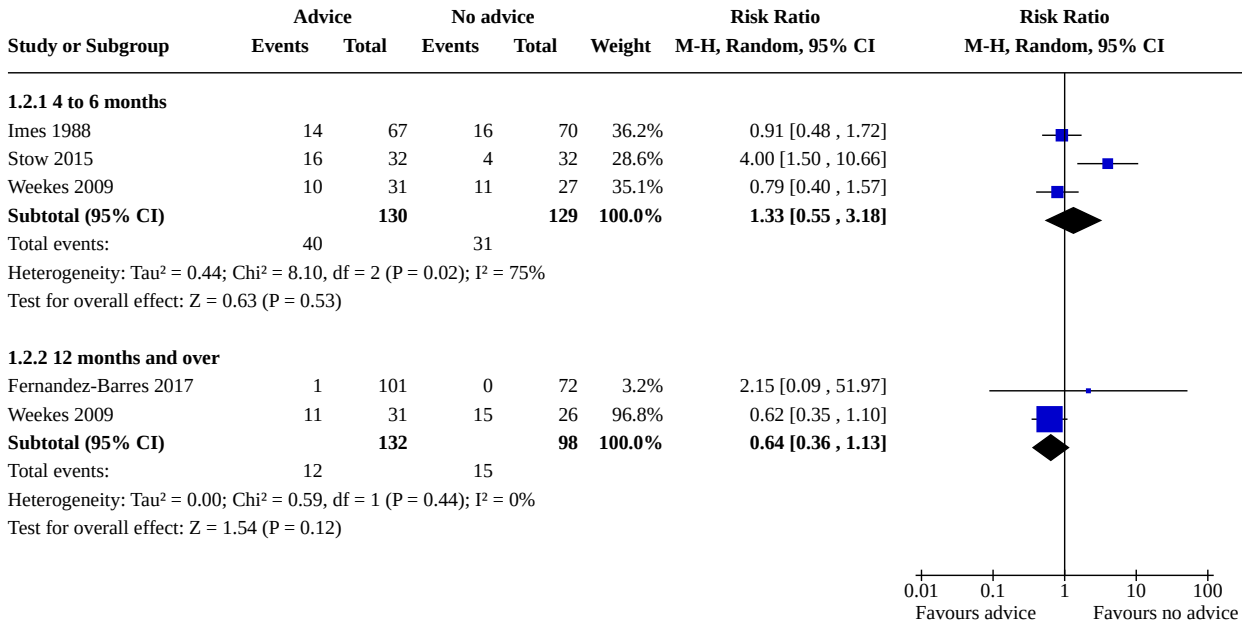 Advice No advice Risk Ratio Risk Ratio
Study or Subgroup Events Total Events Total Weight M-H, Random, 95% CI M-H, Random, 95% CI
1.2.1 4 to 6 months
Imes 1988 14 67 16 70 36.2% 0.91 [0.48 , 1.72]
Stow 2015 16 32 4 32 28.6% 4.00 [1.50 , 10.66]
Weekes 2009 10 31 11 27 35.1% 0.79 [0.40 , 1.57]
Subtotal (95% CI) 130 129 100.0% 1.33 [0.55 , 3.18]
Total events: 40 31
Heterogeneity: Tau² = 0.44; Chi² = 8.10, df = 2 (P = 0.02); I² = 75%
Test for overall effect: Z = 0.63 (P = 0.53)
1.2.2 12 months and over
Fernandez-Barres 2017 1 101 0 72 3.2% 2.15 [0.09 , 51.97]
Weekes 2009 11 31 15 26 96.8% 0.62 [0.35 , 1.10]
Subtotal (95% CI) 132 98 100.0% 0.64 [0.36 , 1.13]
Total events: 12 15
Heterogeneity: Tau² = 0.00; Chi² = 0.59, df = 1 (P = 0.44); I² = 0%
Test for overall effect: Z = 1.54 (P = 0.12)
0.01 0.1 1 10 100
Favours advice Favours no advice